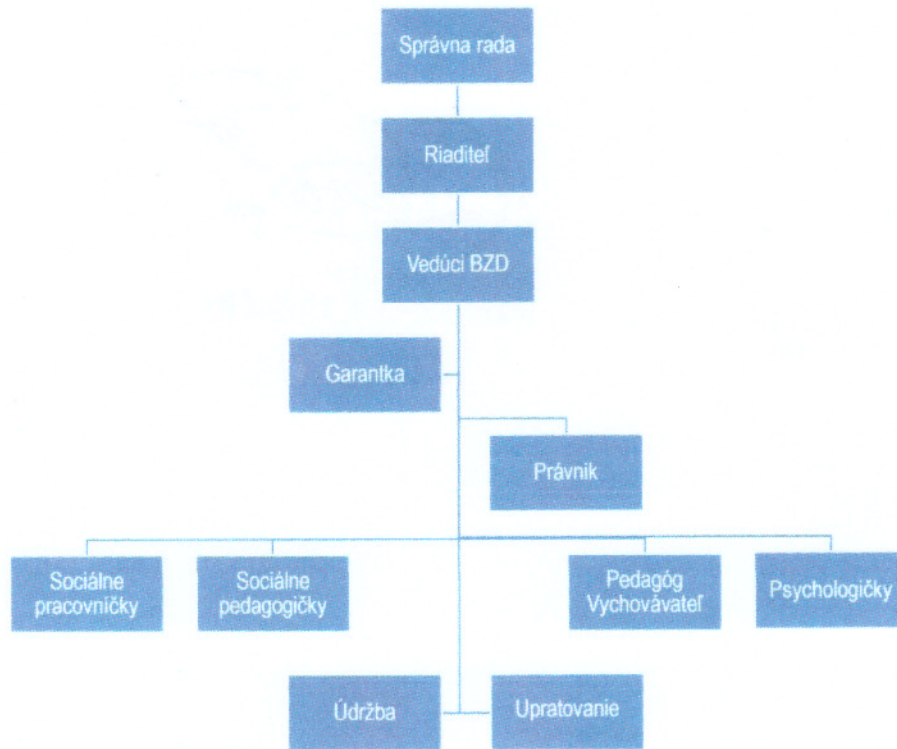 Správna rada
Riaditeľ
Vedúci BZD
Garantka
Právnik
Sociálne
pracovníčky
Sociálne
pedagogičky
Pedagóg
Vychovávateľ
Psychologičky
Údržba
Upratovanie